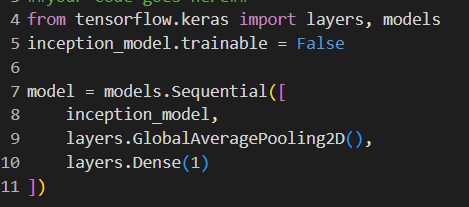 4 from tensorflow.keras import layers, models
5 inception_model.trainable = False
6
7 model = models.Sequential([
8     inception_model,
9     layers.GlobalAveragePooling2D(),
10     layers.Dense(1)
11 ])